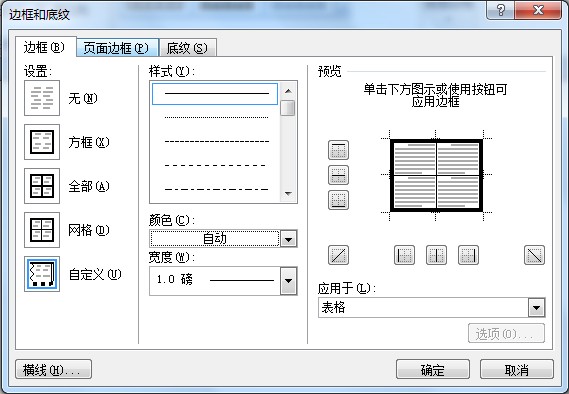 边框和底纹
边框(B)
页面边框(P)
底纹(S)
设置:
无(N)
方框(X)
全部(A)
网格(D)
自定义(U)
样式(Y):
颜色(C):
自动
宽度(W):
1.0 磅
预览
单击下方图示或使用按钮可
应用边框
应用于(L):
表格
选项(O)...
横线(H)...
确定
取消